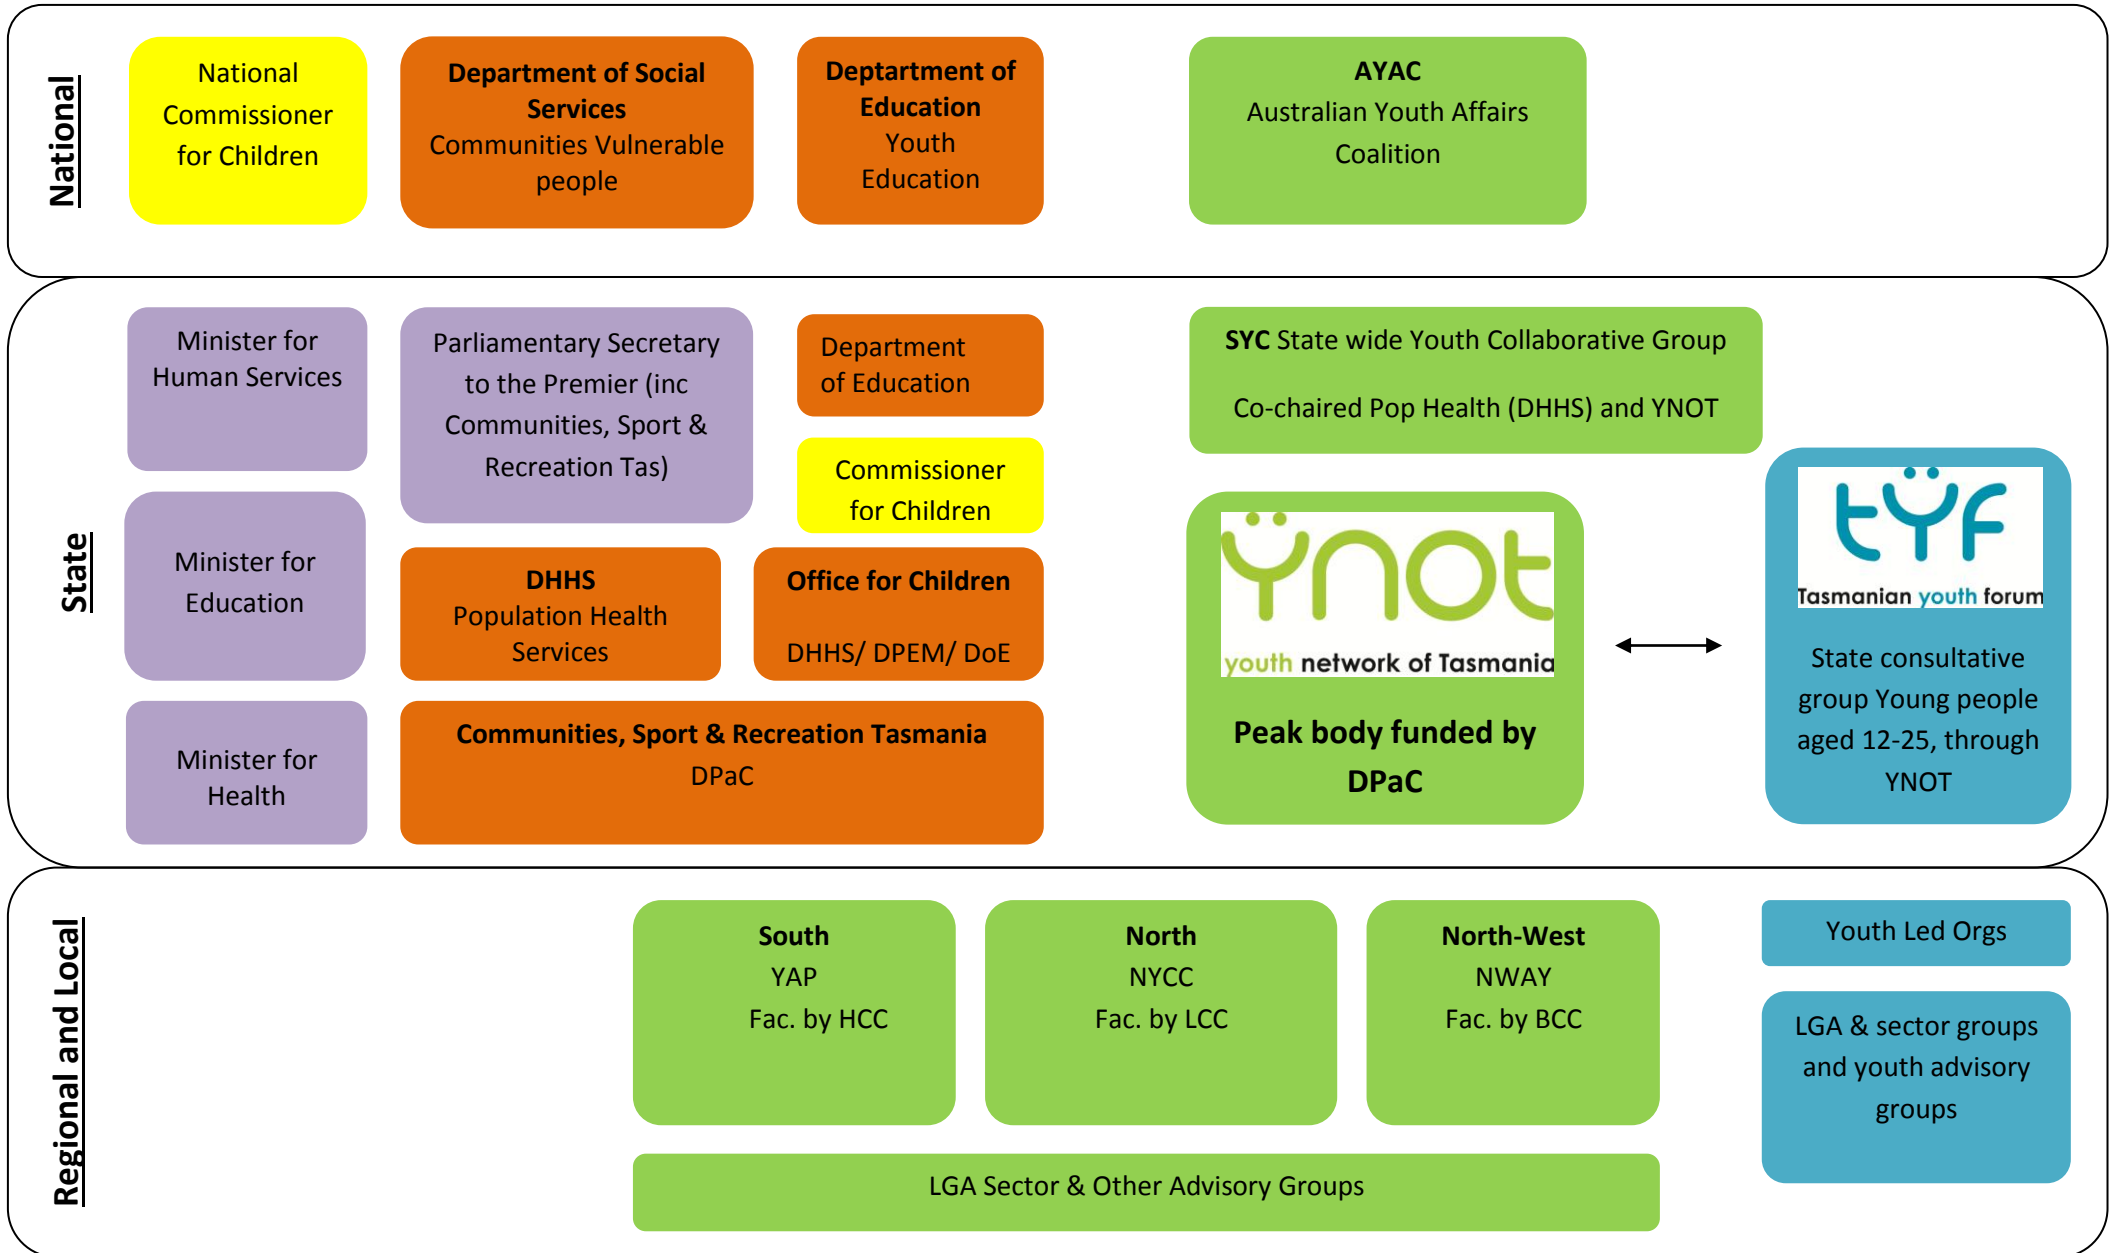 National
National
Commissioner
for Children
Department of Social
Services
Communities Vulnerable
people
Deptartment of
Education
Youth
Education
AYAC
Australian Youth Affairs
Coalition
State
Minister for
Human Services
Parliamentary Secretary
to the Premier (inc
Communities, Sport &
Recreation Tas)
Department
of Education
Commissioner
for Children
SYC State wide Youth Collaborative Group
Co-chaired Pop Health (DHHS) and YNOT
Minister for
Education
DHHS
Population Health
Services
Office for Children
DHHS/ DPEM/ DoE
Minister for
Health
Communities, Sport & Recreation Tasmania
DPaC
Ÿnot
youth network of Tasmania
Peak body funded by
DPaC
tÿf
Tasmanian youth forum
State consultative
group Young people
aged 12-25, through
YNOT
Regional and Local
South
YAP
Fac. by HCC
North
NYCC
Fac. by LCC
North-West
NWAY
Fac. by BCC
LGA Sector & Other Advisory Groups
Youth Led Orgs
LGA & sector groups
and youth advisory
groups